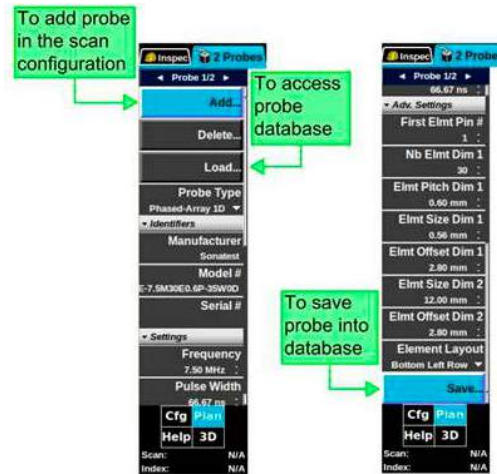 To add probe
in the scan
configuration
Inspec
2 Probes
Probe 1/2
Add...
Delete...
Load...
Probe Type
Phased-Array 1D
Identifiers
Manufacturer
Sonatest
Model #
E-7.5M30E0.6P-35W0D
Serial #
Settings
Frequency
7.50 MHz
Pulse Width
66.67 ns
Cfg Plan
Help 3D
Scan: N/A
Index: N/A
To access
probe
database
To save
probe into
database
Inspec
2 Probes
Probe 1/2
66.67 ns
Adv. Settings
First Elmt Pin #
1
Nb Elmt Dim 1
30
Elmt Pitch Dim 1
0.60 mm
Elmt Size Dim 1
0.56 mm
Elmt Offset Dim 1
2.80 mm
Elmt Size Dim 2
12.00 mm
Elmt Offset Dim 2
2.80 mm
Element Layout
Bottom Left Row
Save...
Cfg Plan
Help 3D
Scan: N/A
Index: N/A